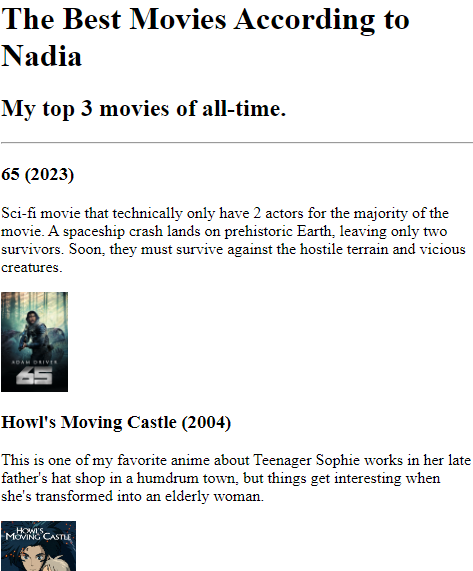 The Best Movies According to
Nadia
My top 3 movies of all-time.
65 (2023)
Sci-fi movie that technically only have 2 actors for the majority of the
movie. A spaceship crash lands on prehistoric Earth, leaving only two
survivors. Soon, they must survive against the hostile terrain and vicious
creatures.
ADAM DRIVER
65
Howl's Moving Castle (2004)
This is one of my favorite anime about Teenager Sophie works in her late
father's hat shop in a humdrum town, but things get interesting when
she's transformed into an elderly woman.
HOWL'S
MOVING CASTLE